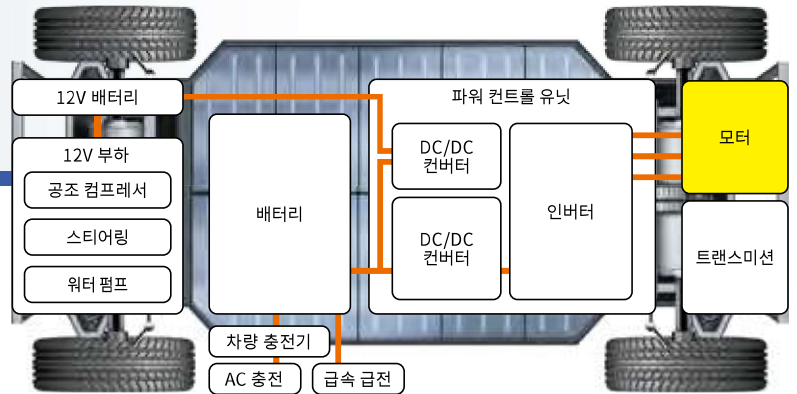 12V 배터리
12V 부하
공조 컴프레서
스티어링
워터 펌프
배터리
차량 충전기
AC 충전
급속 급전
파워 컨트롤 유닛
DC/DC
컨버터
DC/DC
컨버터
인버터
모터
트랜스미션